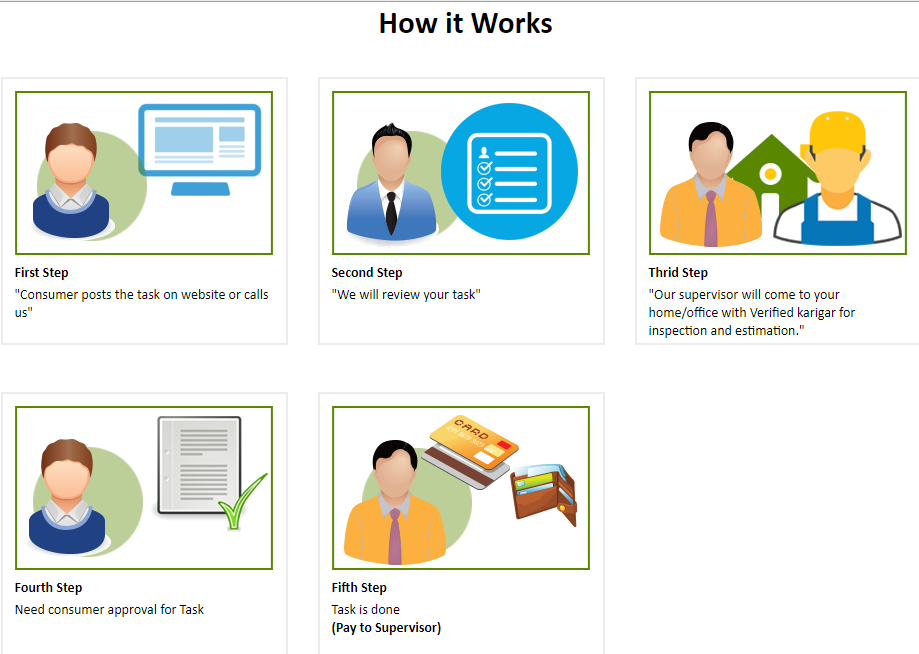 How it Works
First Step
"Consumer posts the task on website or calls
us"
Second Step
"We will review your task"
Thrid Step
"Our supervisor will come to your
home/office with Verified karigar for
inspection and estimation."
CARD
Fourth Step
Need consumer approval for Task
Fifth Step
Task is done
(Pay to Supervisor)